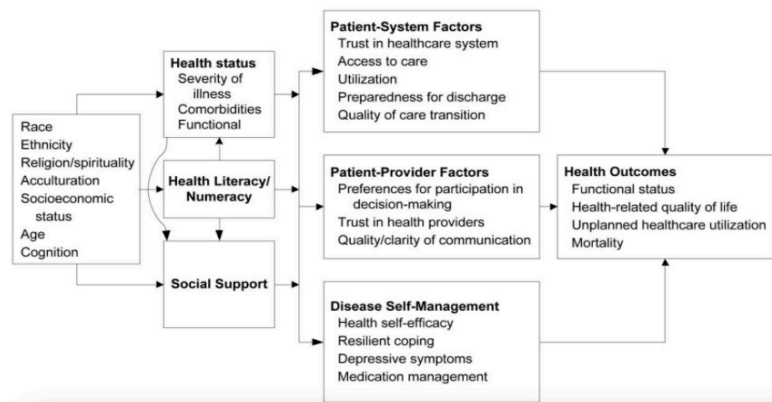 Race
Ethnicity
Religion/spirituality
Acculturation
Socioeconomic
status
Age
Cognition
Health status
Severity of
illness
Comorbidities
Functional
Health Literacy/
Numeracy
Social Support
Patient-System Factors
Trust in healthcare system
Access to care
Utilization
Preparedness for discharge
Quality of care transition
Patient-Provider Factors
Preferences for participation in
decision-making
Trust in health providers
Quality/clarity of communication
Disease Self-Management
Health self-efficacy
Resilient coping
Depressive symptoms
Medication management
Health Outcomes
Functional status
Health-related quality of life
Unplanned healthcare utilization
Mortality